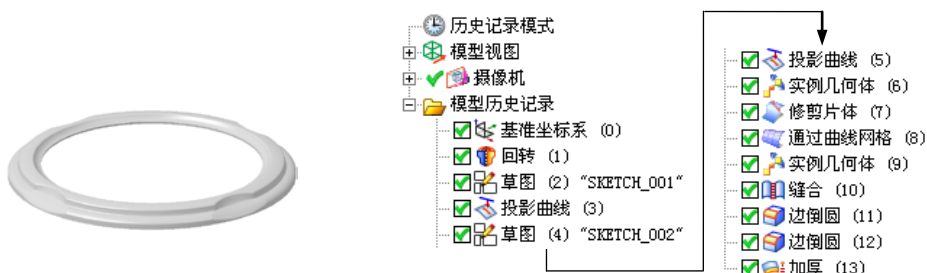 历史记录模式
模型视图
摄像机
模型历史记录
基准坐标系 (0)
回转 (1)
草图 (2) "SKETCH_001"
投影曲线 (3)
草图 (4) "SKETCH_002"
投影曲线 (5)
实例几何体 (6)
修剪片体 (7)
通过曲线网格 (8)
实例几何体 (9)
缝合 (10)
边倒圆 (11)
边倒圆 (12)
加厚 (13)